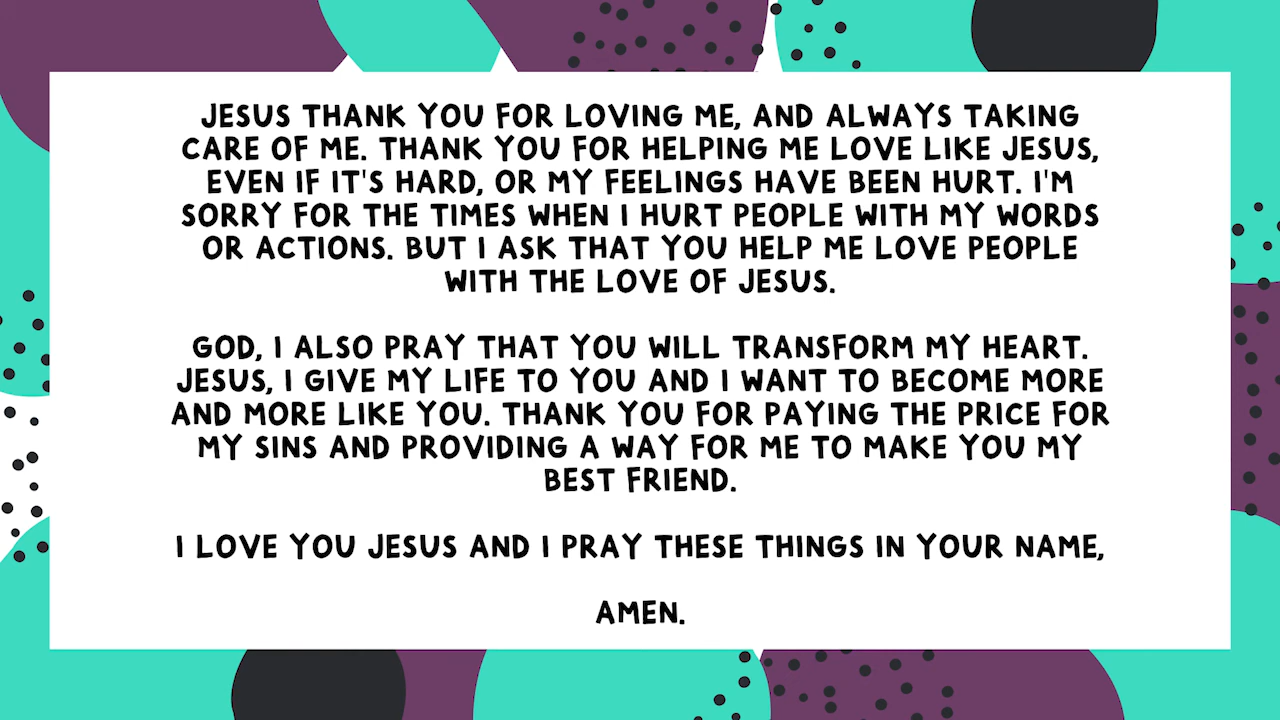 JESUS THANK YOU FOR LOVING ME, AND ALWAYS TAKING
CARE OF ME. THANK YOU FOR HELPING ME LOVE LIKE JESUS,
EVEN IF IT'S HARD, OR MY FEELINGS HAVE BEEN HURT. I'M
SORRY FOR THE TIMES WHEN I HURT PEOPLE WITH MY WORDS
OR ACTIONS. BUT I ASK THAT YOU HELP ME LOVE PEOPLE
WITH THE LOVE OF JESUS.
GOD, I ALSO PRAY THAT YOU WILL TRANSFORM MY HEART.
JESUS, I GIVE MY LIFE TO YOU AND I WANT TO BECOME MORE
AND MORE LIKE YOU. THANK YOU FOR PAYING THE PRICE FOR
MY SINS AND PROVIDING A WAY FOR ME TO MAKE YOU MY
BEST FRIEND.
I LOVE YOU JESUS AND I PRAY THESE THINGS IN YOUR NAME,
AMEN.